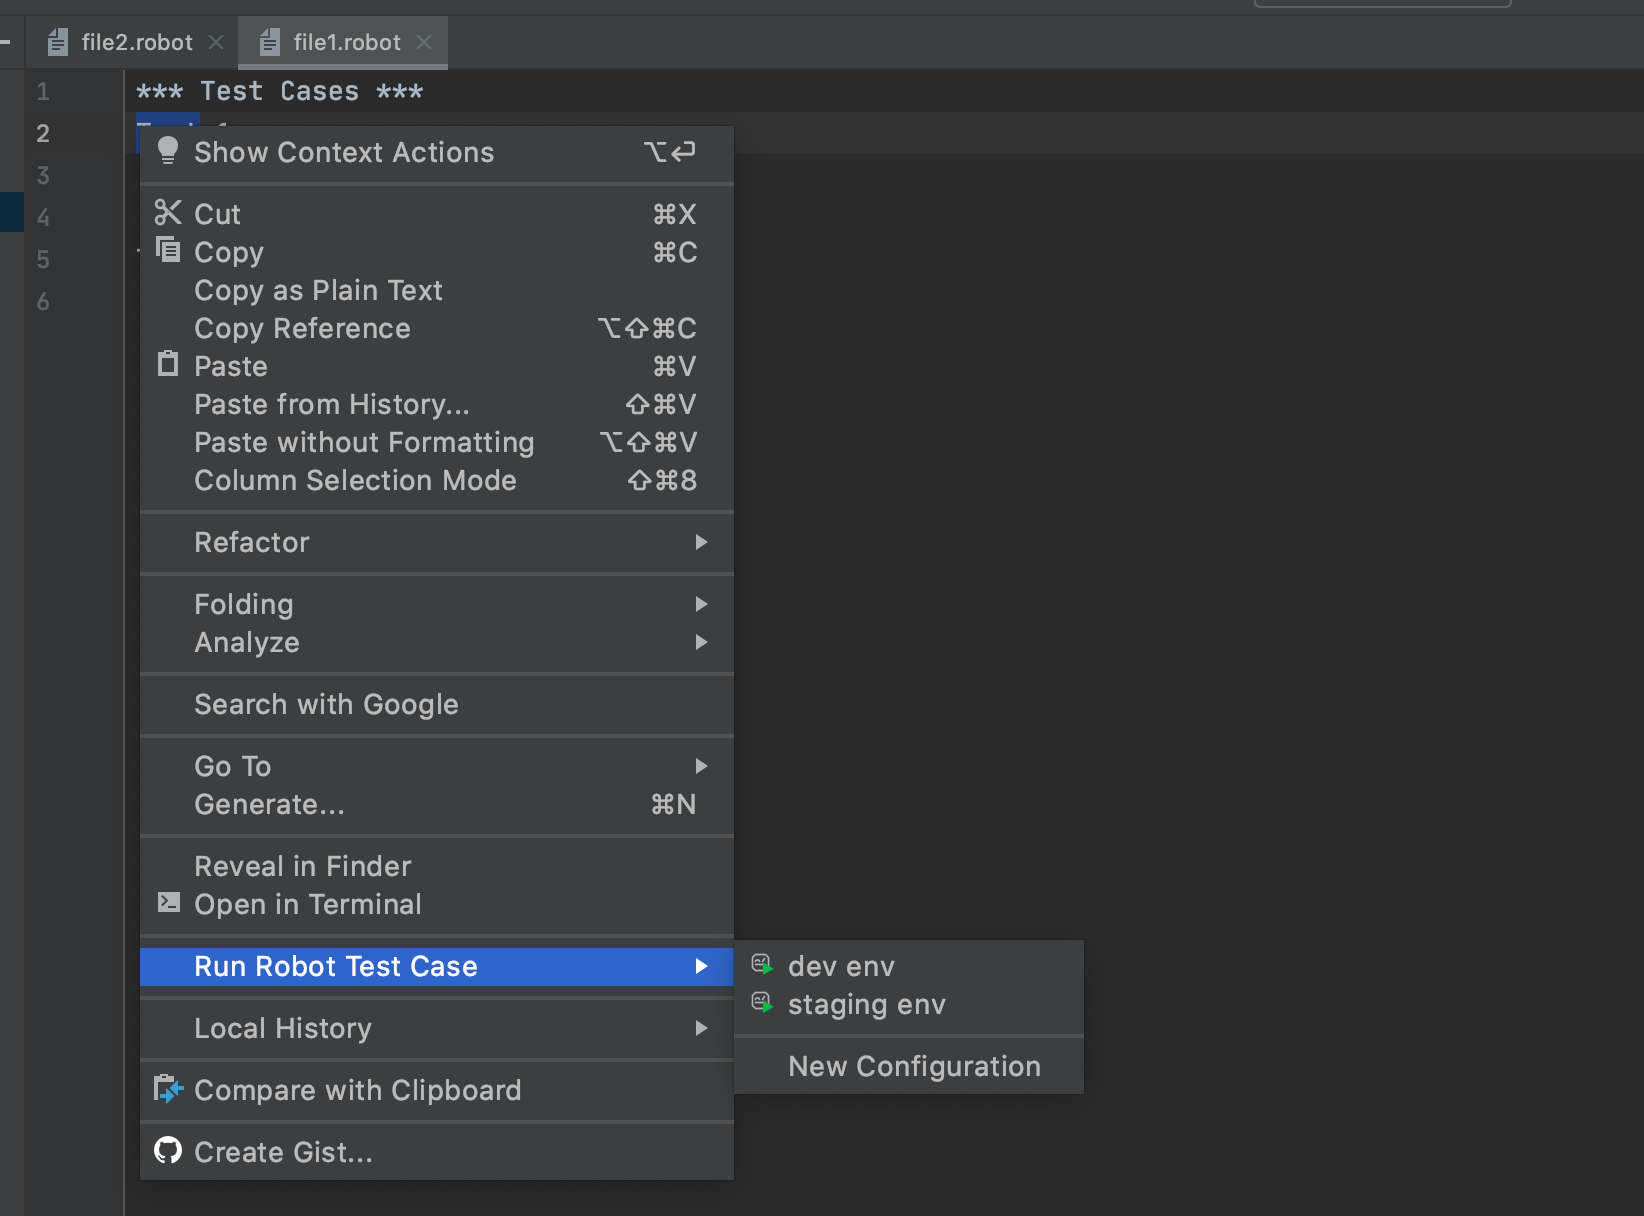 file2.robot
file1.robot
1 *** Test Cases ***
2
3
4
5
6
Show Context Actions ⌥↩
Cut ⌘X
Copy ⌘C
Copy as Plain Text
Copy Reference ⌥⇧⌘C
Paste ⌘V
Paste from History... ⇧⌘V
Paste without Formatting ⌥⇧⌘V
Column Selection Mode ⇧⌘8
Refactor
Folding
Analyze
Search with Google
Go To
Generate... ⌘N
Reveal in Finder
Open in Terminal
Run Robot Test Case
dev env
staging env
New Configuration
Local History
Compare with Clipboard
Create Gist...